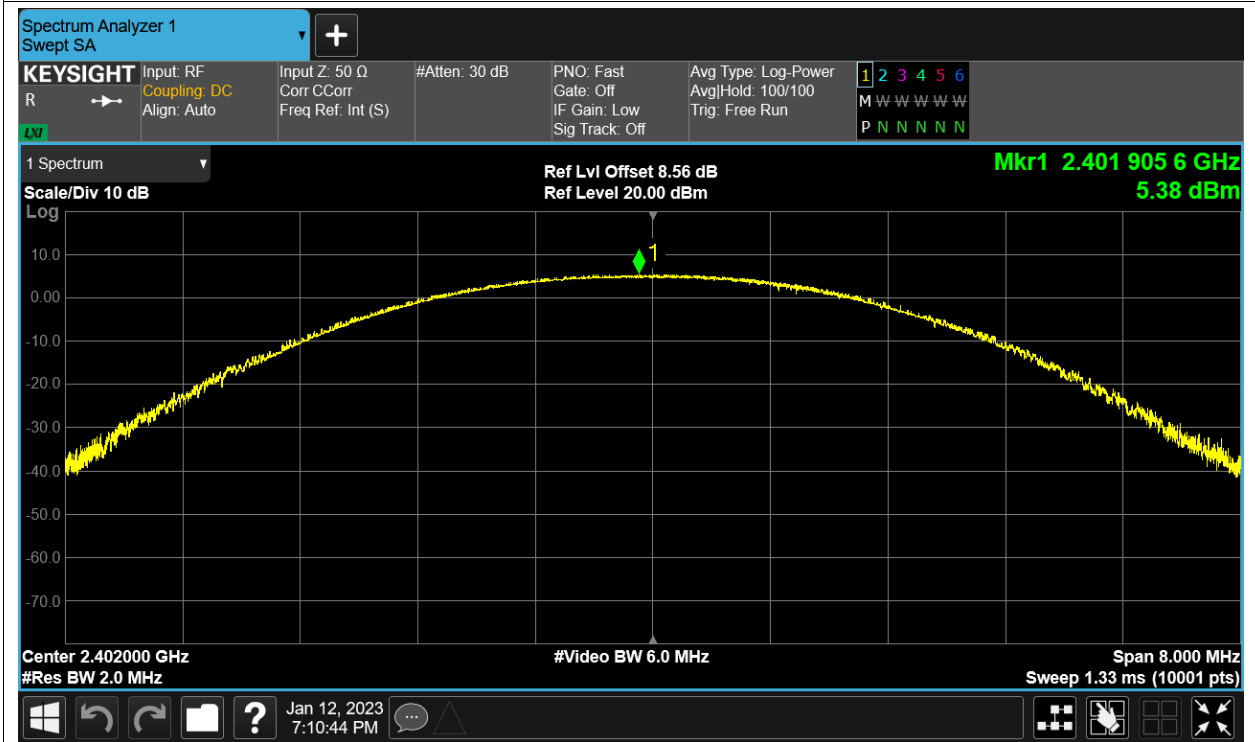 Spectrum Analyzer 1
Swept SA
+
KEYSIGHT
R
LXI
Input: RF
Coupling: DC
Align: Auto
Input Z: 50 Ω
Corr CCorr
Freq Ref: Int (S)
#Atten: 30 dB
PNO: Fast
Gate: Off
IF Gain: Low
Sig Track: Off
Avg Type: Log-Power
Avg|Hold: 100/100
Trig: Free Run
1 2 3 4 5 6
M W W W W W
P N N N N N
1 Spectrum
Scale/Div 10 dB
Log
Ref Lvl Offset 8.56 dB
Ref Level 20.00 dBm
Mkr1 2.401 905 6 GHz
5.38 dBm
1
10.0
0.00
-10.0
-20.0
-30.0
-40.0
-50.0
-60.0
-70.0
Center 2.402000 GHz
#Res BW 2.0 MHz
#Video BW 6.0 MHz
Span 8.000 MHz
Sweep 1.33 ms (10001 pts)
?
Jan 12, 2023
7:10:44 PM